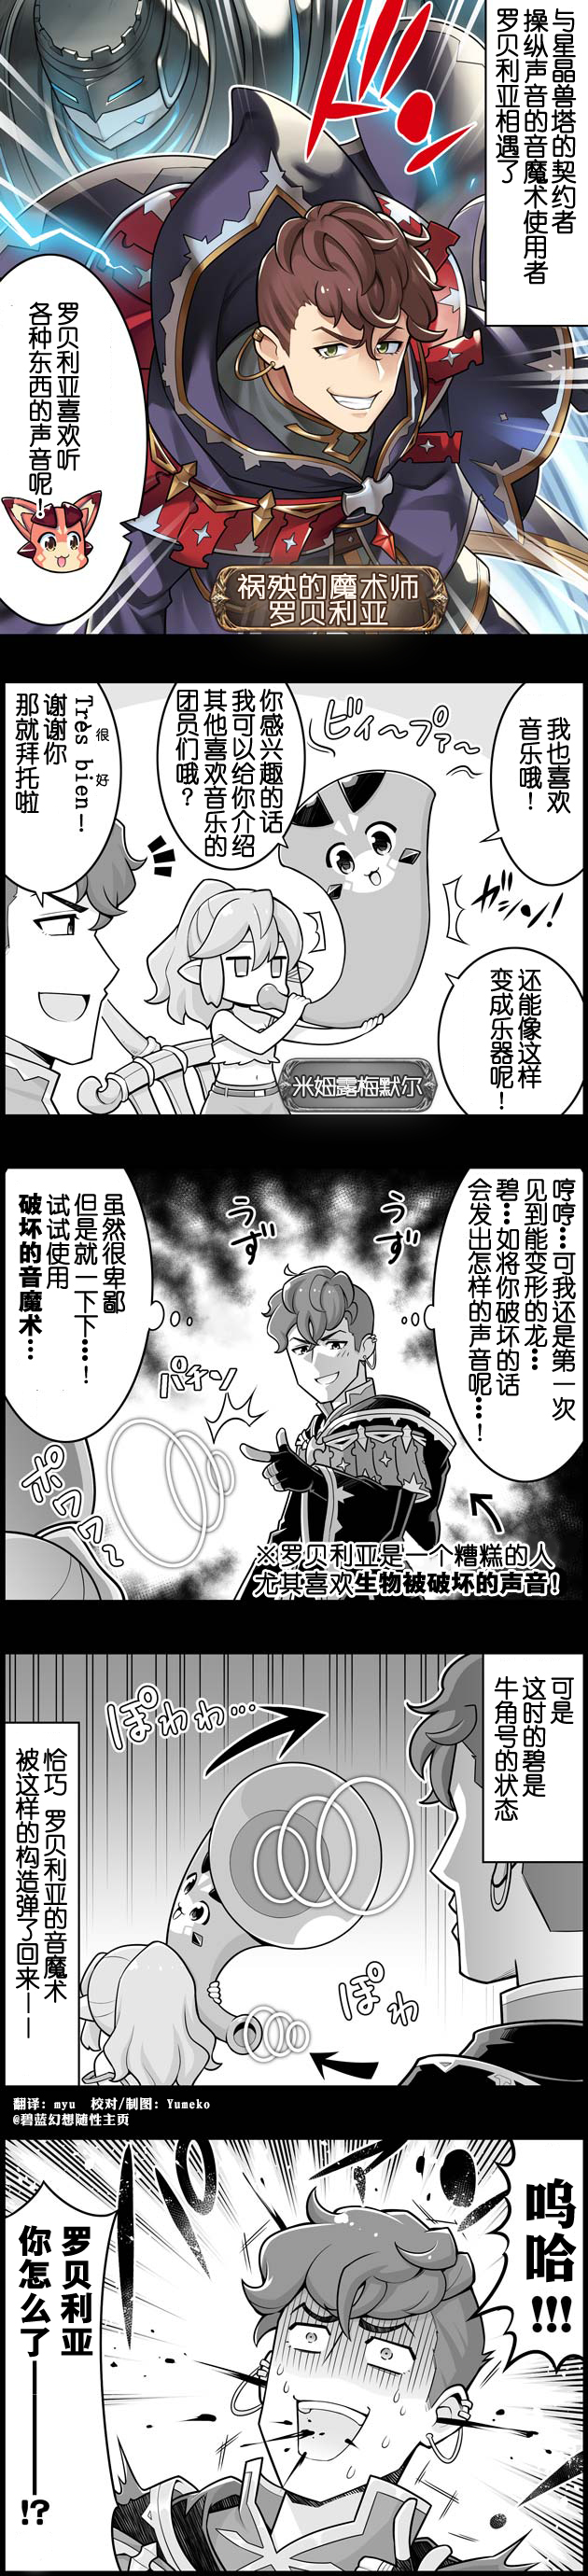 与星晶兽塔的契约者
操纵声音的音魔术使用者
罗贝利亚相遇了
ドン
罗贝利亚喜欢听
各种东西的声音呢！
祸殃的魔术师
罗贝利亚
我也喜欢
音乐哦！
ビィ〜プァ〜
ガシィン!
还能像这样
变成乐器呢！
你感兴趣的话
我可以给你介绍
其他喜欢音乐的
团员们哦？
很 好
Très bien！
谢谢你
那就拜托啦
米姆露梅默尔
哼哼…可我还是第一次
见到能变形的龙…
碧…如将你破坏的话
会发出怎样的声音呢…！
うず
うず
虽然很卑鄙
但是就一下下…！
试试使用
破坏的音魔术…
パチン
ポワワ〜
※罗贝利亚是一个糟糕的人
尤其喜欢生物被破坏的声音！
可是
这时的碧是
牛角号的状态
ぽわわ…
ぽわ
恰巧 罗贝利亚的音魔术
被这样的构造弹了回来——
翻译：myu 校对/制图：Yumeko
@碧蓝幻想随性主页
呜哈!!!
罗贝利亚
你怎么了————!?